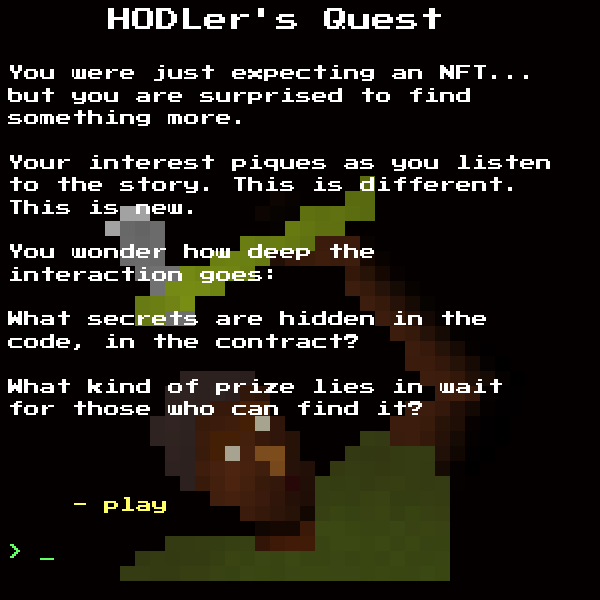 HODLer's Quest
You were just expecting an NFT...
but you are surprised to find
something more.
Your interest piques as you listen
to the story. This is different.
This is new.
You wonder how deep the
interaction goes:
What secrets are hidden in the
code, in the contract?
What kind of prize lies in wait
for those who can find it?
- play
> _